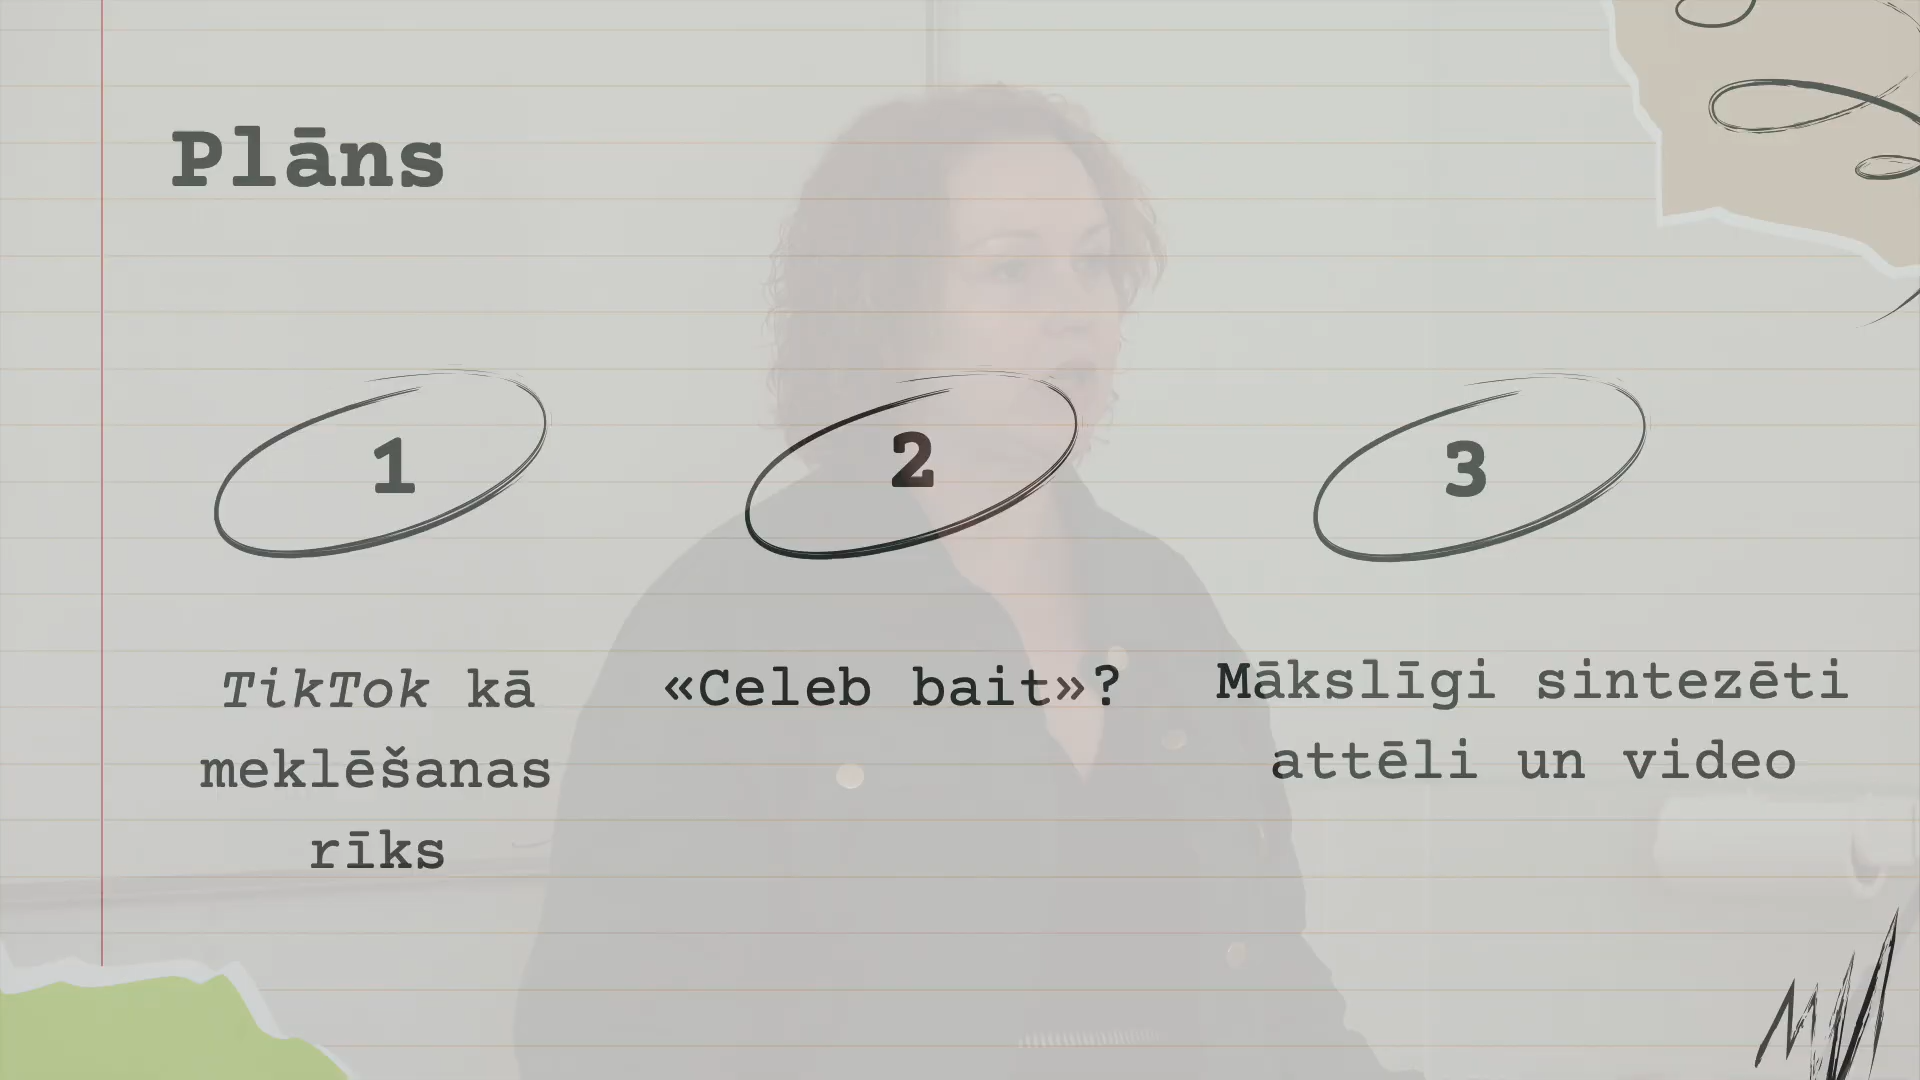 Plāns
1
2
3
TikTok kā
meklēšanas
rīks
«Celeb bait»?
Mākslīgi sintezēti
attēli un video